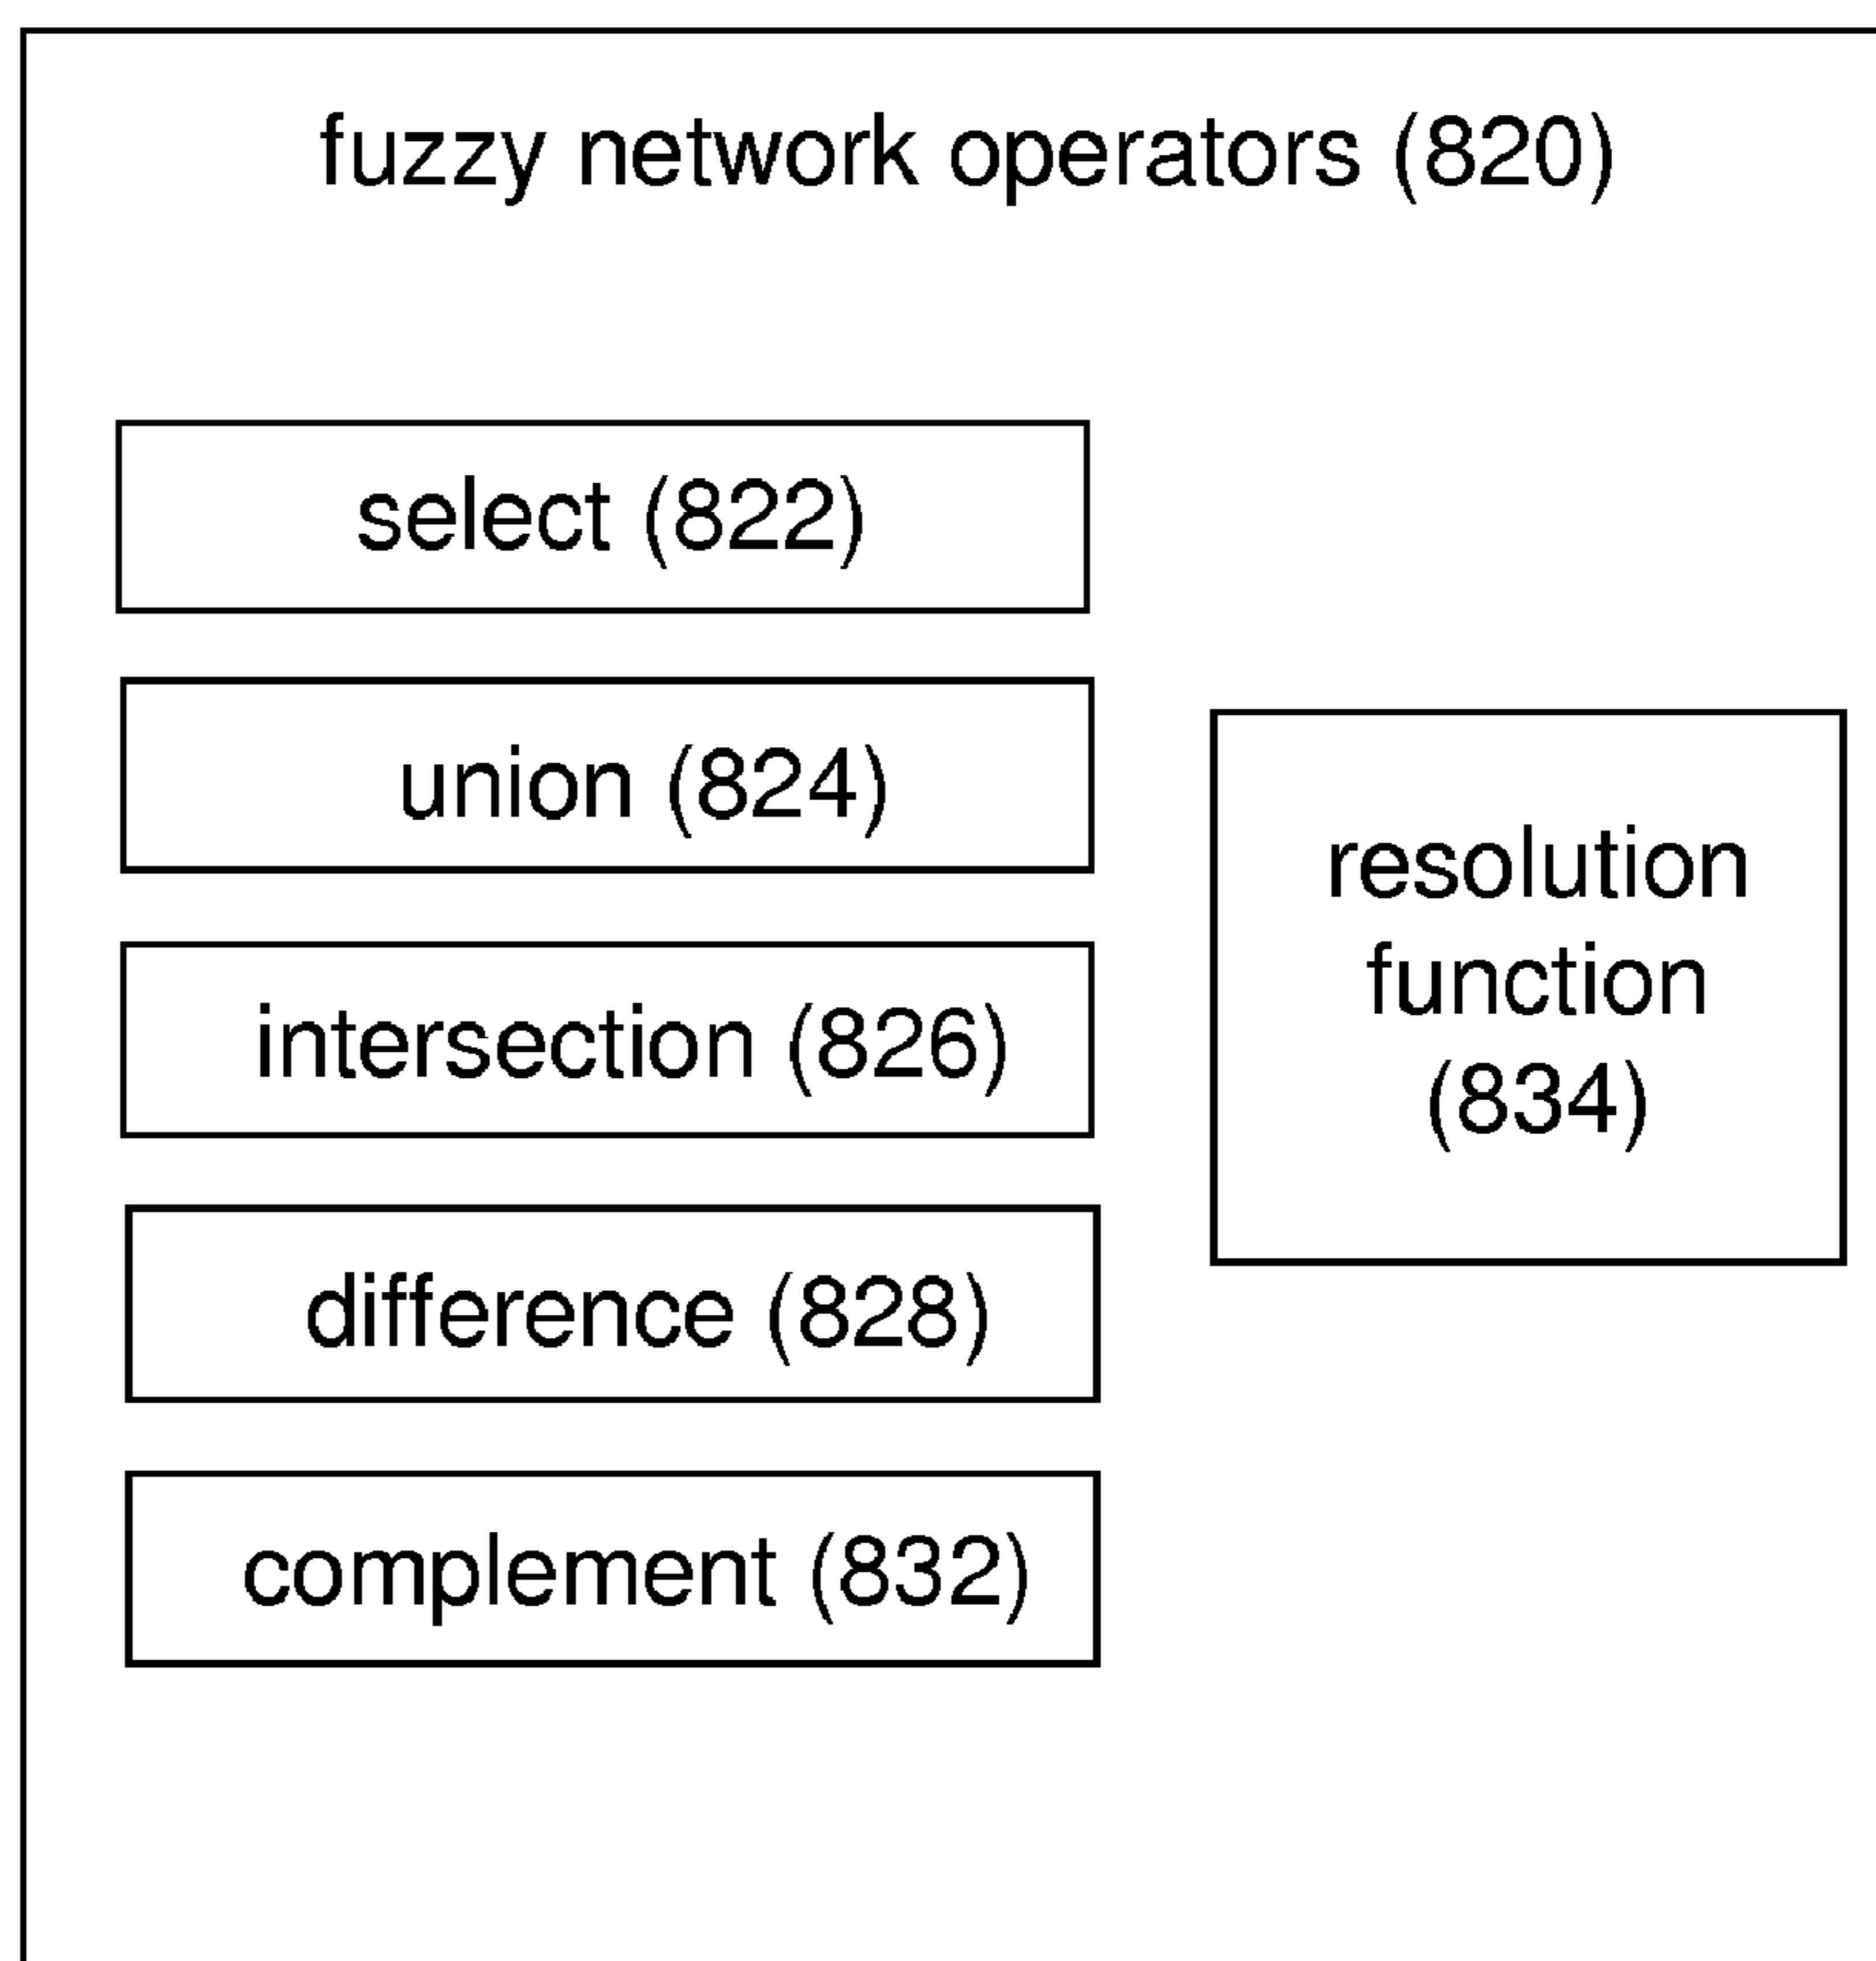 fuzzy network operators (820)
select (822)
union (824)
intersection (826)
difference (828)
complement (832)
resolution
function
(834)